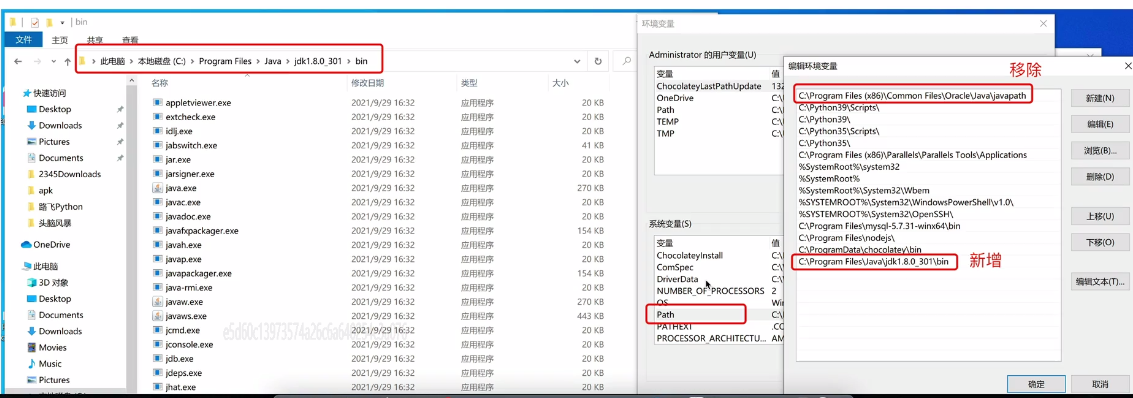 bin
文件 主页 共享 查看
此电脑 › 本地磁盘 (C:) › Program Files › Java › jdk1.8.0_301 › bin
快速访问
Desktop
Downloads
Pictures
Documents
2345Downloads
apk
路飞Python
头脑风暴
OneDrive
此电脑
3D 对象
Desktop
Documents
Downloads
Movies
Music
Pictures
名称 修改日期 类型 大小
appletviewer.exe 2021/9/29 16:32 应用程序 20 KB
extcheck.exe 2021/9/29 16:32 应用程序 20 KB
idlj.exe 2021/9/29 16:32 应用程序 20 KB
jabswitch.exe 2021/9/29 16:32 应用程序 41 KB
jar.exe 2021/9/29 16:32 应用程序 20 KB
jarsigner.exe 2021/9/29 16:32 应用程序 20 KB
java.exe 2021/9/29 16:32 应用程序 270 KB
javac.exe 2021/9/29 16:32 应用程序 20 KB
javadoc.exe 2021/9/29 16:32 应用程序 20 KB
javafxpackager.exe 2021/9/29 16:32 应用程序 154 KB
javah.exe 2021/9/29 16:32 应用程序 20 KB
javap.exe 2021/9/29 16:32 应用程序 20 KB
javapackager.exe 2021/9/29 16:32 应用程序 154 KB
java-rmi.exe 2021/9/29 16:32 应用程序 20 KB
javaw.exe 2021/9/29 16:32 应用程序 270 KB
javaws.exe 2021/9/29 16:32 应用程序 443 KB
jcmd.exe 2021/9/29 16:32 应用程序 20 KB
jconsole.exe 2021/9/29 16:32 应用程序 20 KB
jdb.exe 2021/9/29 16:32 应用程序 20 KB
jdeps.exe 2021/9/29 16:32 应用程序 20 KB
jhat.exe 2021/9/29 16:32 应用程序 20 KB
环境变量
Administrator 的用户变量(U)
变量 值
ChocolateyLastPathUpdate 132
OneDrive C:\
Path C:\
TEMP C:\
TMP C:\
系统变量(S)
变量 值
ChocolateyInstall C:\
ComSpec C:\
DriverData C:\
NUMBER_OF_PROCESSORS 2
OS Wir
Path C:\
PATHEXT .CO
PROCESSOR_ARCHITECTU... AM
编辑环境变量
移除
C:\Program Files (x86)\Common Files\Oracle\Java\javapath
C:\Python39\Scripts\
C:\Python39\
C:\Python35\Scripts\
C:\Python35\
C:\Program Files (x86)\Parallels\Parallels Tools\Applications
%SystemRoot%\system32
%SystemRoot%
%SystemRoot%\System32\Wbem
%SYSTEMROOT%\System32\WindowsPowerShell\v1.0\
%SYSTEMROOT%\System32\OpenSSH\
C:\Program Files\mysql-5.7.31-winx64\bin
C:\Program Files\nodejs\
C:\ProgramData\chocolatey\bin
C:\Program Files\Java\jdk1.8.0_301\bin
新增
新建(N)
编辑(E)
浏览(B)...
删除(D)
上移(U)
下移(O)
编辑文本(T)...
确定 取消